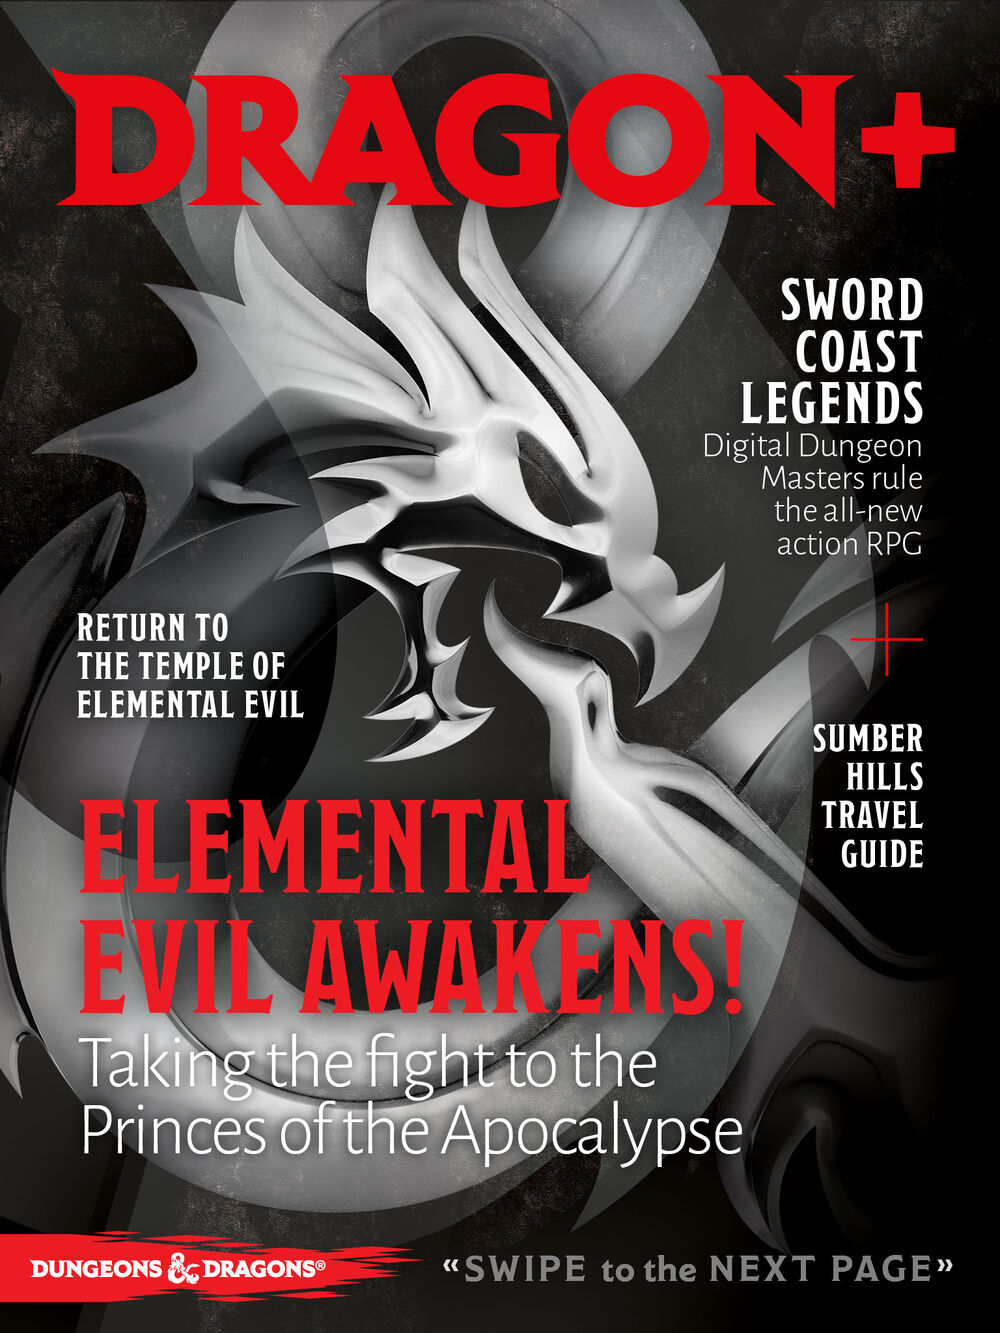 DRAGON+
SWORD
COAST
LEGENDS
Digital Dungeon
Masters rule
the all-new
action RPG
RETURN TO
THE TEMPLE OF
ELEMENTAL EVIL
SUMBER
HILLS
TRAVEL
GUIDE
ELEMENTAL
EVIL AWAKENS!
Taking the fight to the
Princes of the Apocalypse
DUNGEONS & DRAGONS®
«SWIPE to the NEXT PAGE»